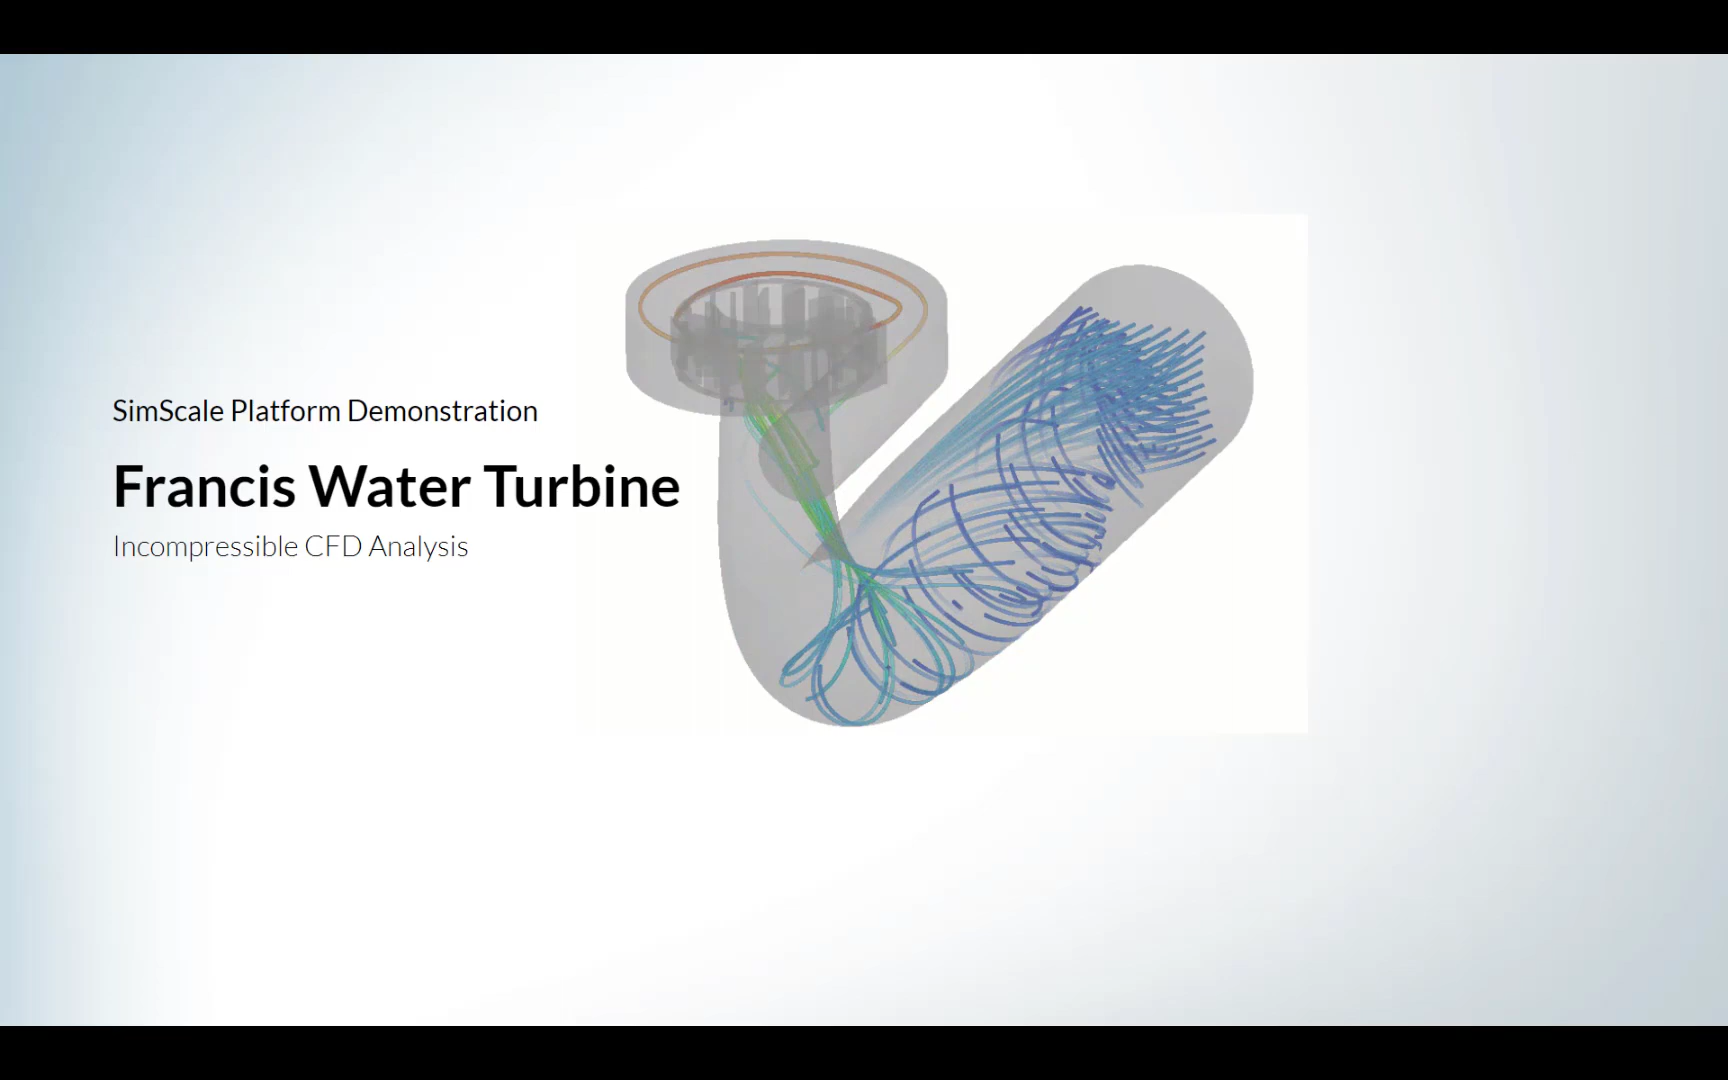 SimScale Platform Demonstration
Francis Water Turbine
Incompressible CFD Analysis